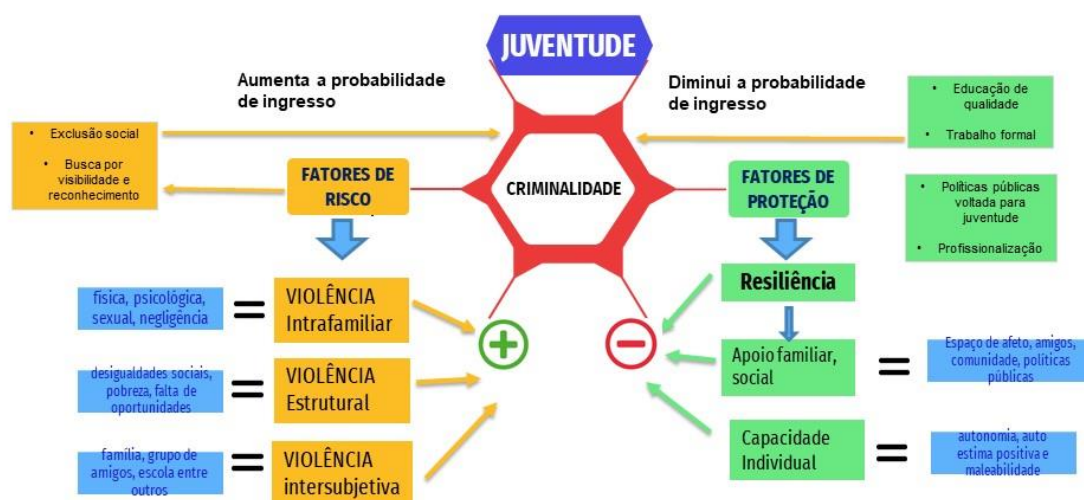 JUVENTUDE
Aumenta a probabilidade
de ingresso
Diminui a probabilidade
de ingresso
• Exclusão social
• Busca por
visibilidade e
reconhecimento
FATORES DE
RISCO
CRIMINALIDADE
FATORES DE
PROTEÇÃO
• Educação de
qualidade
• Trabalho formal
• Políticas públicas
voltada para
juventude
• Profissionalização
física, psicológica,
sexual, negligência
=
VIOLÊNCIA
Intrafamiliar
desigualdades sociais,
pobreza, falta de
oportunidades
=
VIOLÊNCIA
Estrutural
família, grupo de
amigos, escola entre
outros
=
VIOLÊNCIA
intersubjetiva
+
−
Resiliência
Apoio familiar,
social
=
Espaço de afeto, amigos,
comunidade, políticas
públicas
Capacidade
Individual
=
autonomia, auto
estima positiva e
maleabilidade